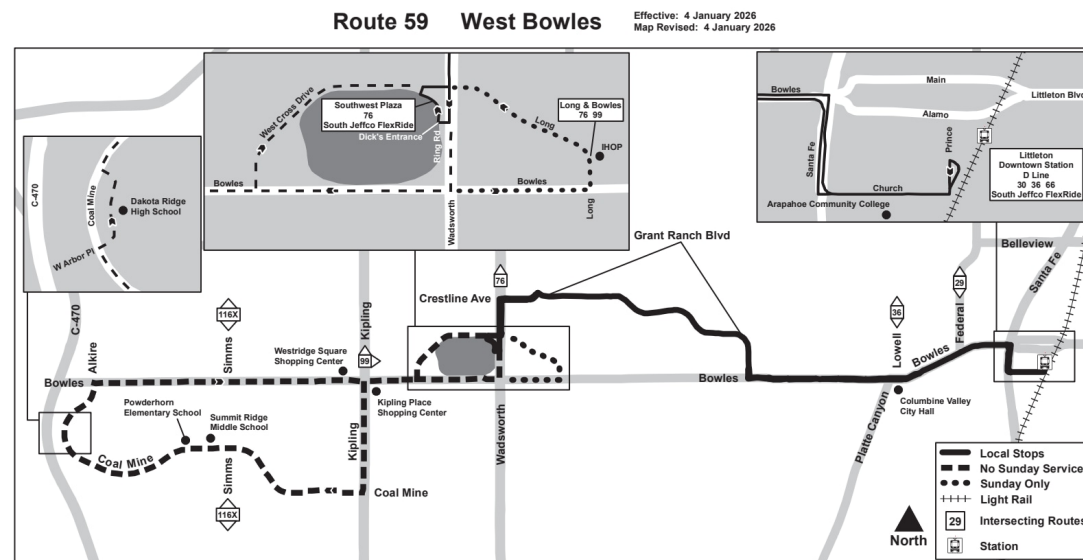 Route 59 West Bowles
Effective: 4 January 2026
Map Revised: 4 January 2026
C-470
Coal Mine
Dakota Ridge
High School
W Arbor Pl
West Cross Drive
Southwest Plaza
76
South Jeffco FlexRide
Dick's Entrance
Ring Rd
Long
Long & Bowles
76 99
IHOP
Bowles
Bowles
Wadsworth
Long
Bowles
Main
Alamo
Littleton Blvd
Santa Fe
Prince
Church
Arapahoe Community College
Littleton
Downtown Station
D Line
30 36 66
South Jeffco FlexRide
Grant Ranch Blvd
Belleview
Santa Fe
C-470
Alkire
116X
Simms
Kipling
99
Westridge Square
Shopping Center
Crestline Ave
76
36
Lowell
29
Federal
Bowles
Bowles
Bowles
Kipling Place
Shopping Center
Columbine Valley
City Hall
Powderhorn
Elementary School
Summit Ridge
Middle School
Coal Mine
Simms
116X
Kipling
Coal Mine
Wadsworth
Platte Canyon
Local Stops
No Sunday Service
Sunday Only
Light Rail
29 Intersecting Routes
Station
North